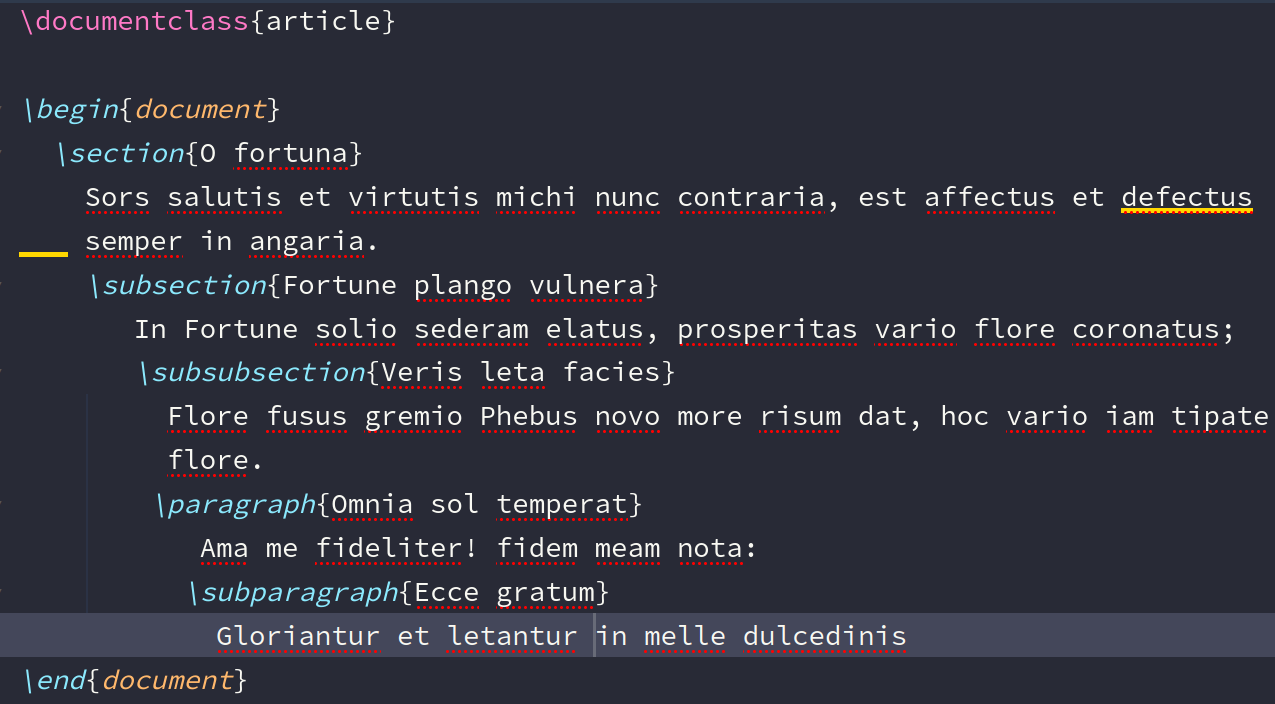 \documentclass{article}
\begin{document}
\section{O fortuna}
Sors salutis et virtutis michi nunc contraria, est affectus et defectus
semper in angaria.
\subsection{Fortune plango vulnera}
In Fortune solio sederam elatus, prosperitas vario flore coronatus;
\subsubsection{Veris leta facies}
Flore fusus gremio Phebus novo more risum dat, hoc vario iam tipate
flore.
\paragraph{Omnia sol temperat}
Ama me fideliter! fidem meam nota:
\subparagraph{Ecce gratum}
Gloriantur et letantur in melle dulcedinis
\end{document}